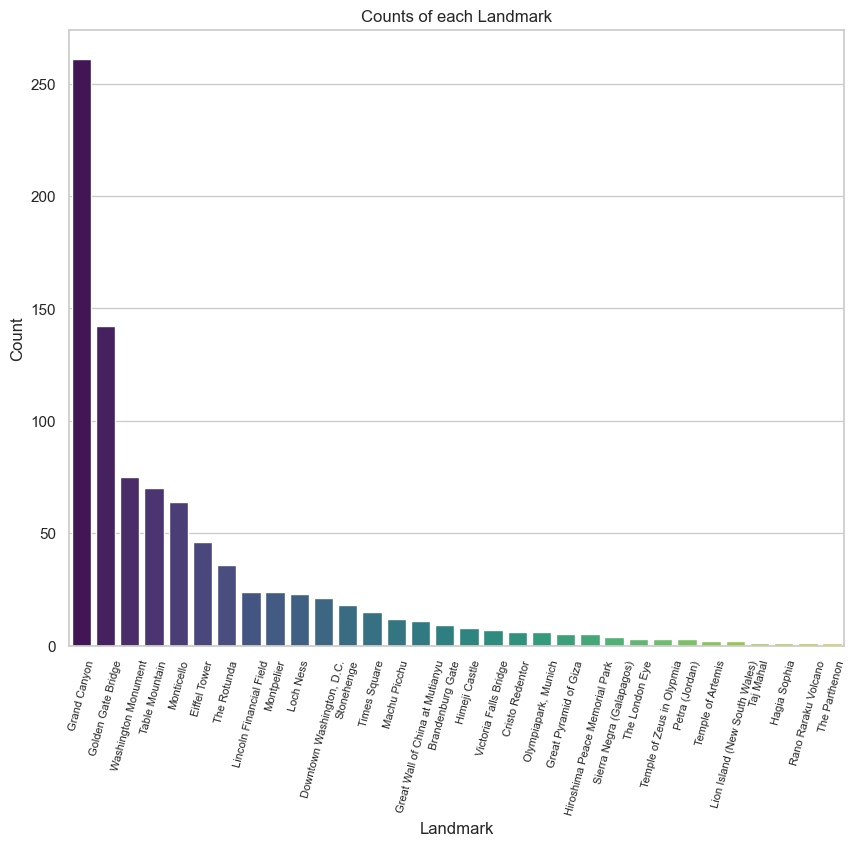 Counts of each Landmark
250
200
150
100
50
0
Count
Grand Canyon
Golden Gate Bridge
Washington Monument
Table Mountain
Monticello
Eiffel Tower
The Rotunda
Lincoln Financial Field
Montpelier
Loch Ness
Downtown Washington, D.C.
Stonehenge
Times Square
Machu Picchu
Great Wall of China at Mutianyu
Brandenburg Gate
Himeji Castle
Victoria Falls Bridge
Cristo Redentor
Olympiapark, Munich
Great Pyramid of Giza
Hiroshima Peace Memorial Park
Sierra Negra (Galapagos)
The London Eye
Temple of Zeus in Olypmia
Petra (Jordan)
Temple of Artemis
Lion Island (New South Wales)
Taj Mahal
Hagia Sophia
Rano Raraku Volcano
The Parthenon
Landmark